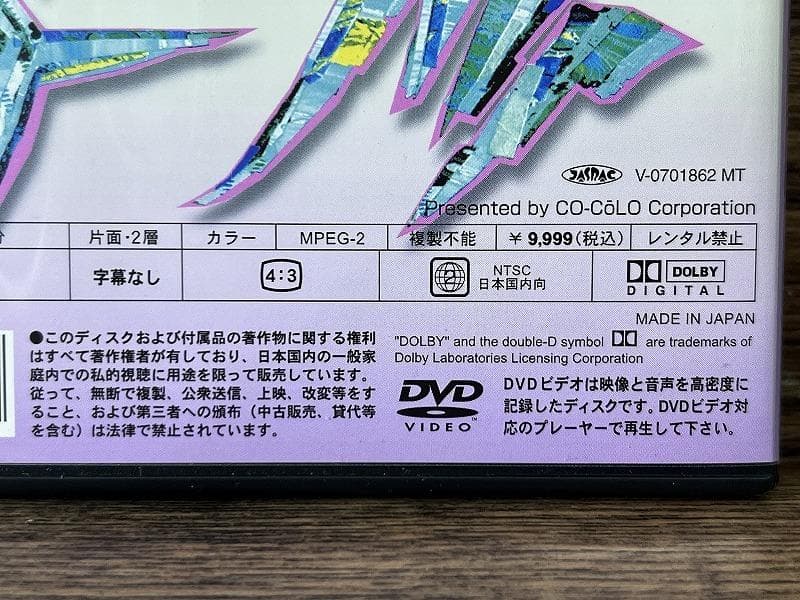 JASRAC V-0701862 MT
Presented by CO-CōLO Corporation
分 片面・2層 カラー MPEG-2 複製不能 ¥ 9,999(税込) レンタル禁止
字幕なし 4:3 2 NTSC 日本国内向 DOLBY DIGITAL
MADE IN JAPAN
"DOLBY" and the double-D symbol are trademarks of
Dolby Laboratories Licensing Corporation
●このディスクおよび付属品の著作物に関する権利
はすべて著作権者が有しており、日本国内の一般家
庭内での私的視聴に用途を限って販売しています。
従って、無断で複製、公衆送信、上映、改変等をす
ること、および第三者への頒布(中古販売、貸代等
を含む)は法律で禁止されています。
DVD
VIDEO™
DVDビデオは映像と音声を高密度に
記録したディスクです。DVDビデオ対
応のプレーヤーで再生して下さい。